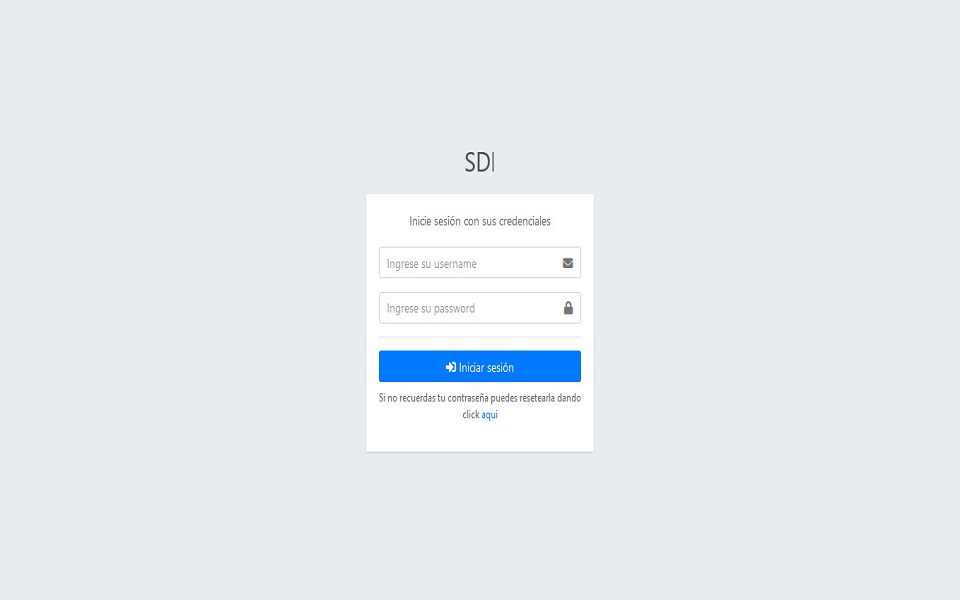 SDI
Inicie sesión con sus credenciales
Ingrese su username
Ingrese su password
Iniciar sesión
Si no recuerdas tu contraseña puedes resetearla dando
click aqui